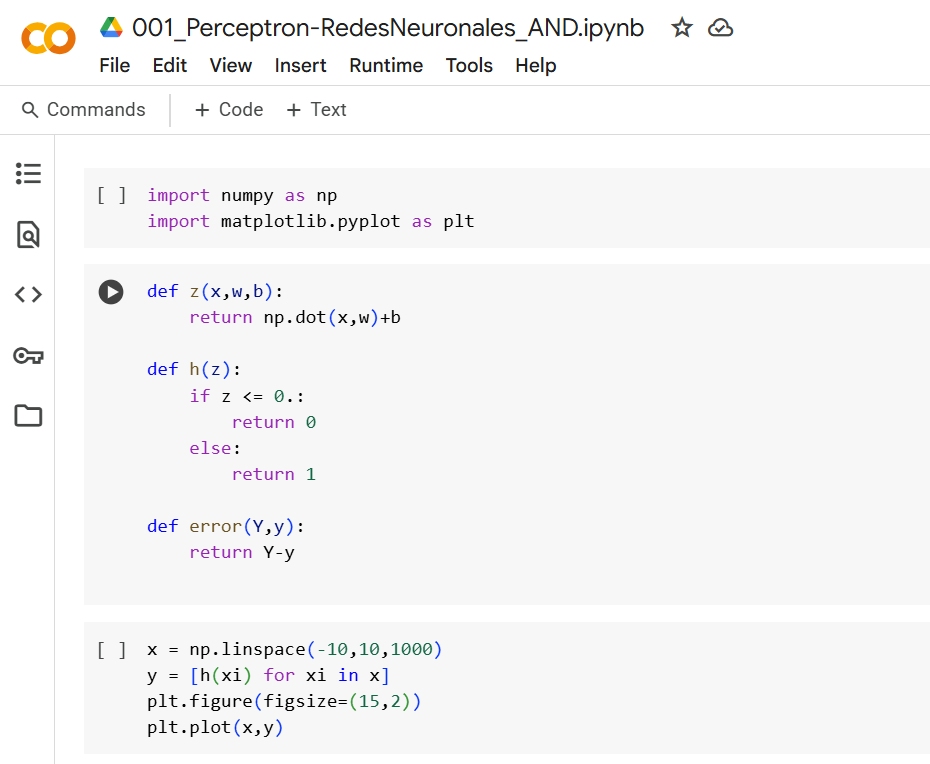 001_Perceptron-RedesNeuronales_AND.ipynb
File Edit View Insert Runtime Tools Help
Commands + Code + Text
[ ] import numpy as np
import matplotlib.pyplot as plt
def z(x,w,b):
    return np.dot(x,w)+b
def h(z):
    if z <= 0.:
        return 0
    else:
        return 1
def error(Y,y):
    return Y-y
[ ] x = np.linspace(-10,10,1000)
y = [h(xi) for xi in x]
plt.figure(figsize=(15,2))
plt.plot(x,y)